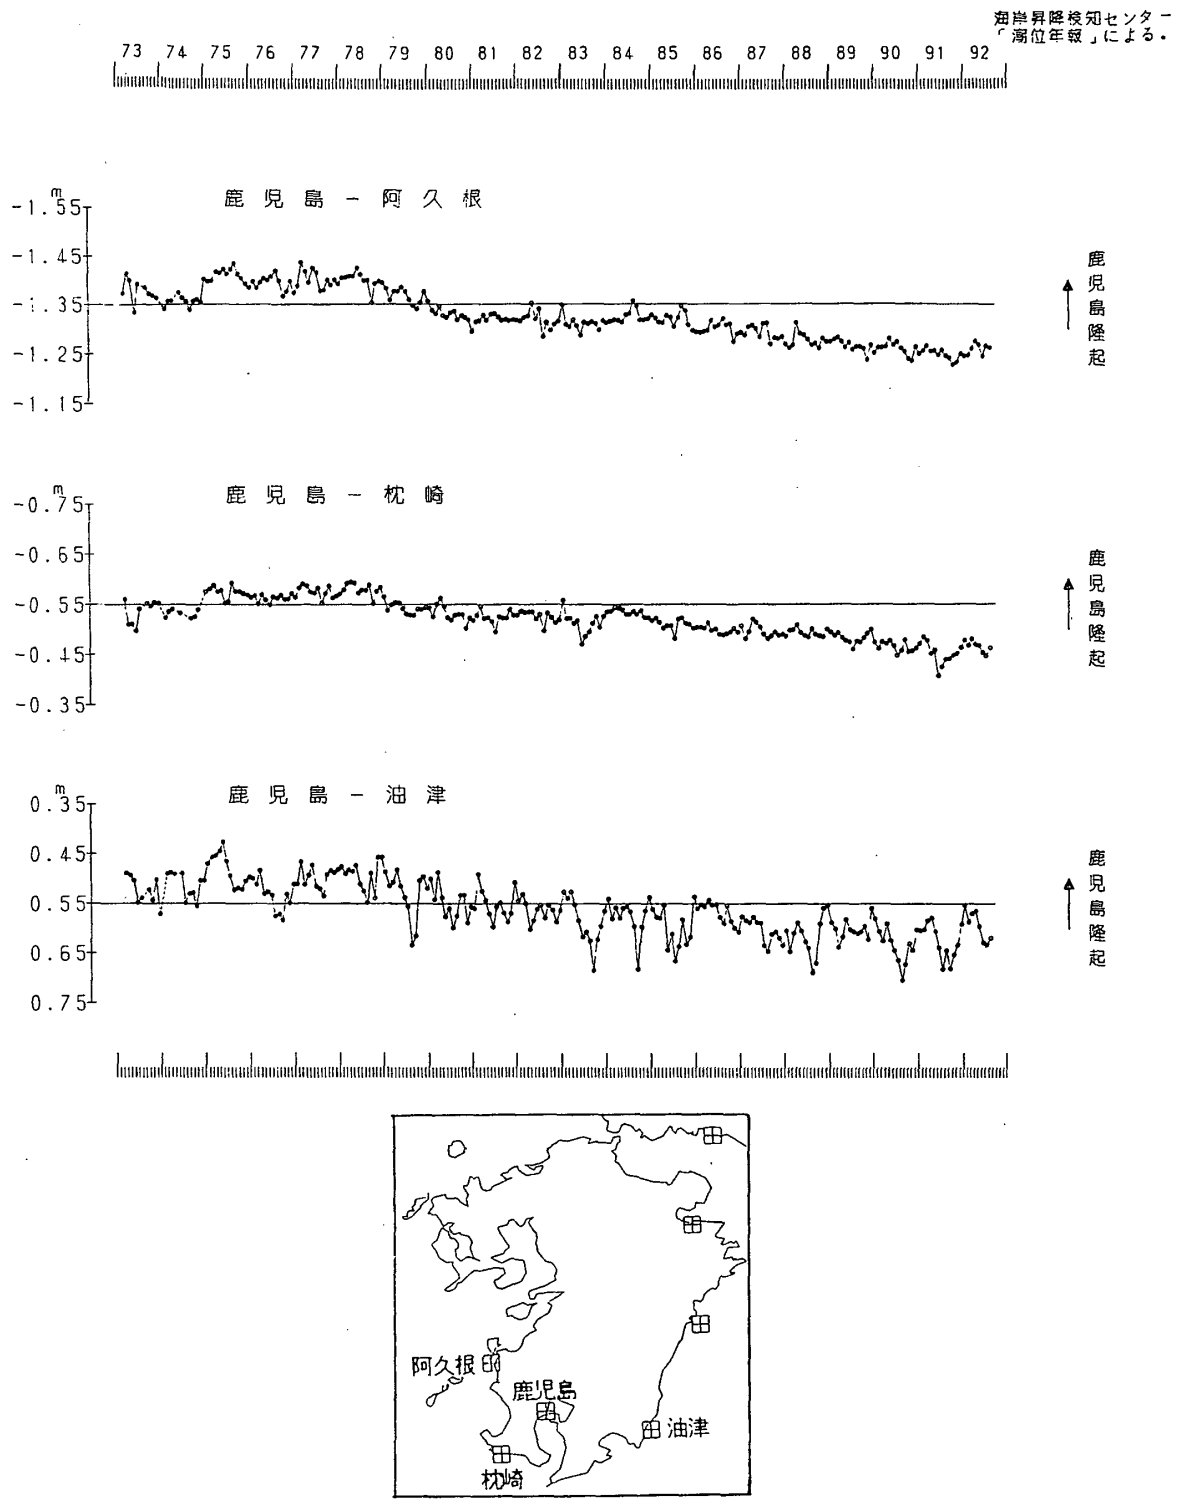 海岸昇降検知センター
「潮位年報」による.
73 74 75 76 77 78 79 80 81 82 83 84 85 86 87 88 89 90 91 92
鹿児島－阿久根
m
-1.55
-1.45
-1.35
-1.25
-1.15
鹿児島隆起
鹿児島－枕崎
m
-0.75
-0.65
-0.55
-0.45
-0.35
鹿児島隆起
鹿児島－油津
m
0.35
0.45
0.55
0.65
0.75
鹿児島隆起
阿久根
鹿児島
油津
枕崎